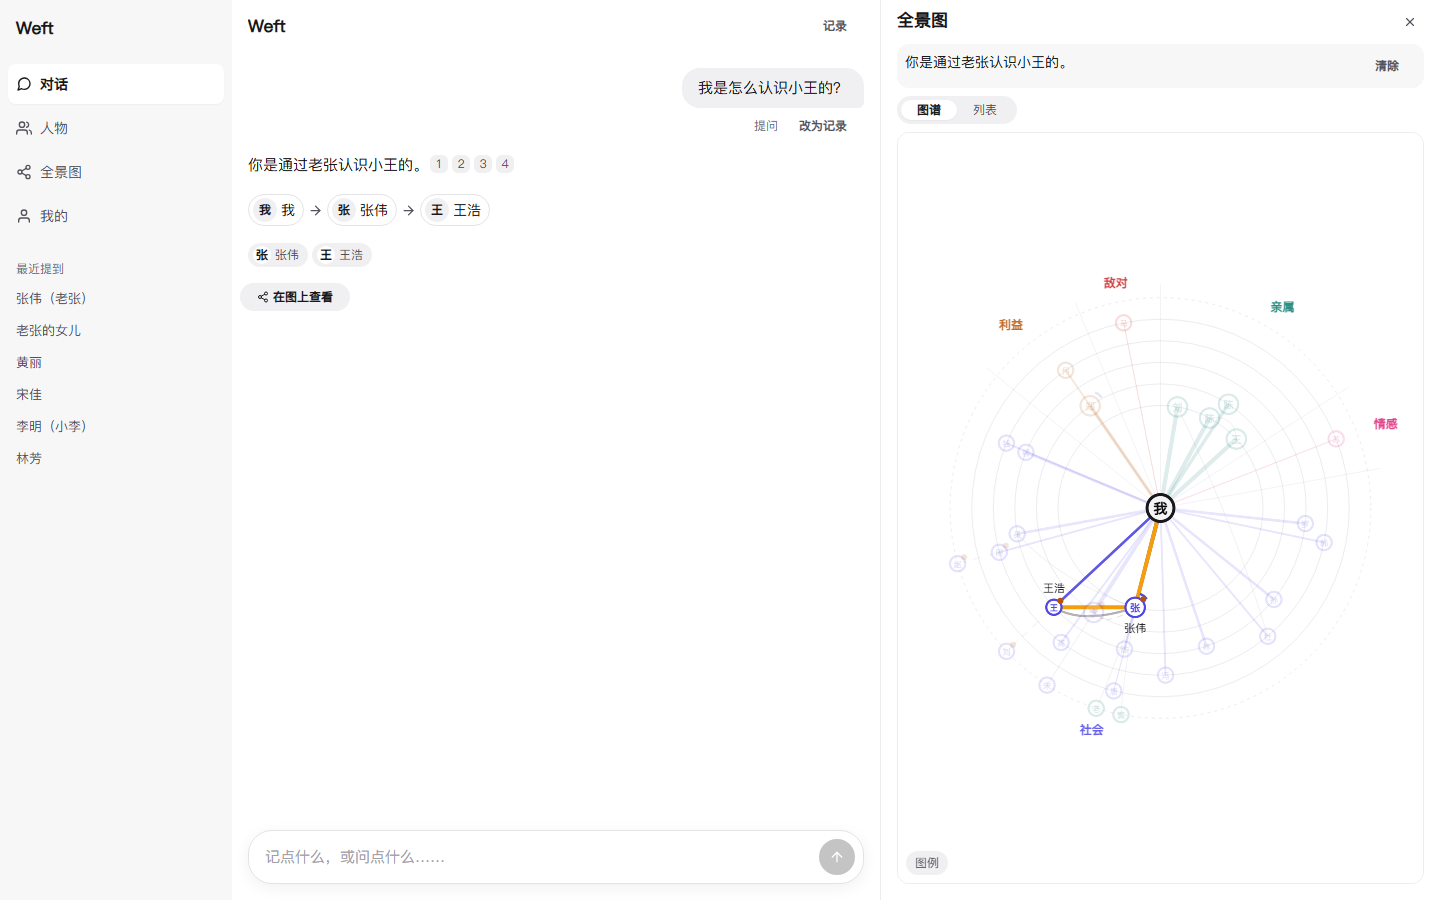 Weft
对话
人物
全景图
我的
最近提到
张伟（老张）
老张的女儿
黄丽
宋佳
李明（小李）
林芳
Weft
记录
我是怎么认识小王的？
提问 改为记录
你是通过老张认识小王的。 1 2 3 4
我 我 → 张 张伟 → 王 王浩
张 张伟 王 王浩
在图上查看
记点什么，或问点什么……
全景图
你是通过老张认识小王的。
清除
图谱 列表
敌对
亲属
利益
情感
我
王浩
王
张
张伟
社会
图例